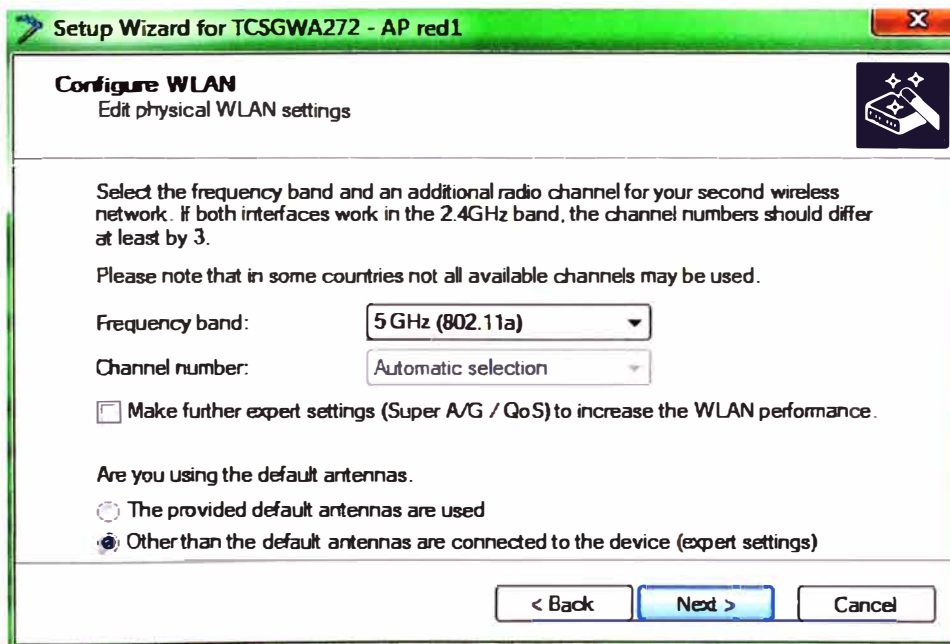 Setup Wizard for TCSGWA272 - AP red1
Configure WLAN
Edit physical WLAN settings
Select the frequency band and an additional radio channel for your second wireless
network. If both interfaces work in the 2.4GHz band, the channel numbers should differ
at least by 3.
Please note that in some countries not all available channels may be used.
Frequency band: 5 GHz (802.11a)
Channel number: Automatic selection
Make further expert settings (Super A/G / QoS) to increase the WLAN performance.
Are you using the default antennas.
The provided default antennas are used
Other than the default antennas are connected to the device (expert settings)
< Back Next > Cancel